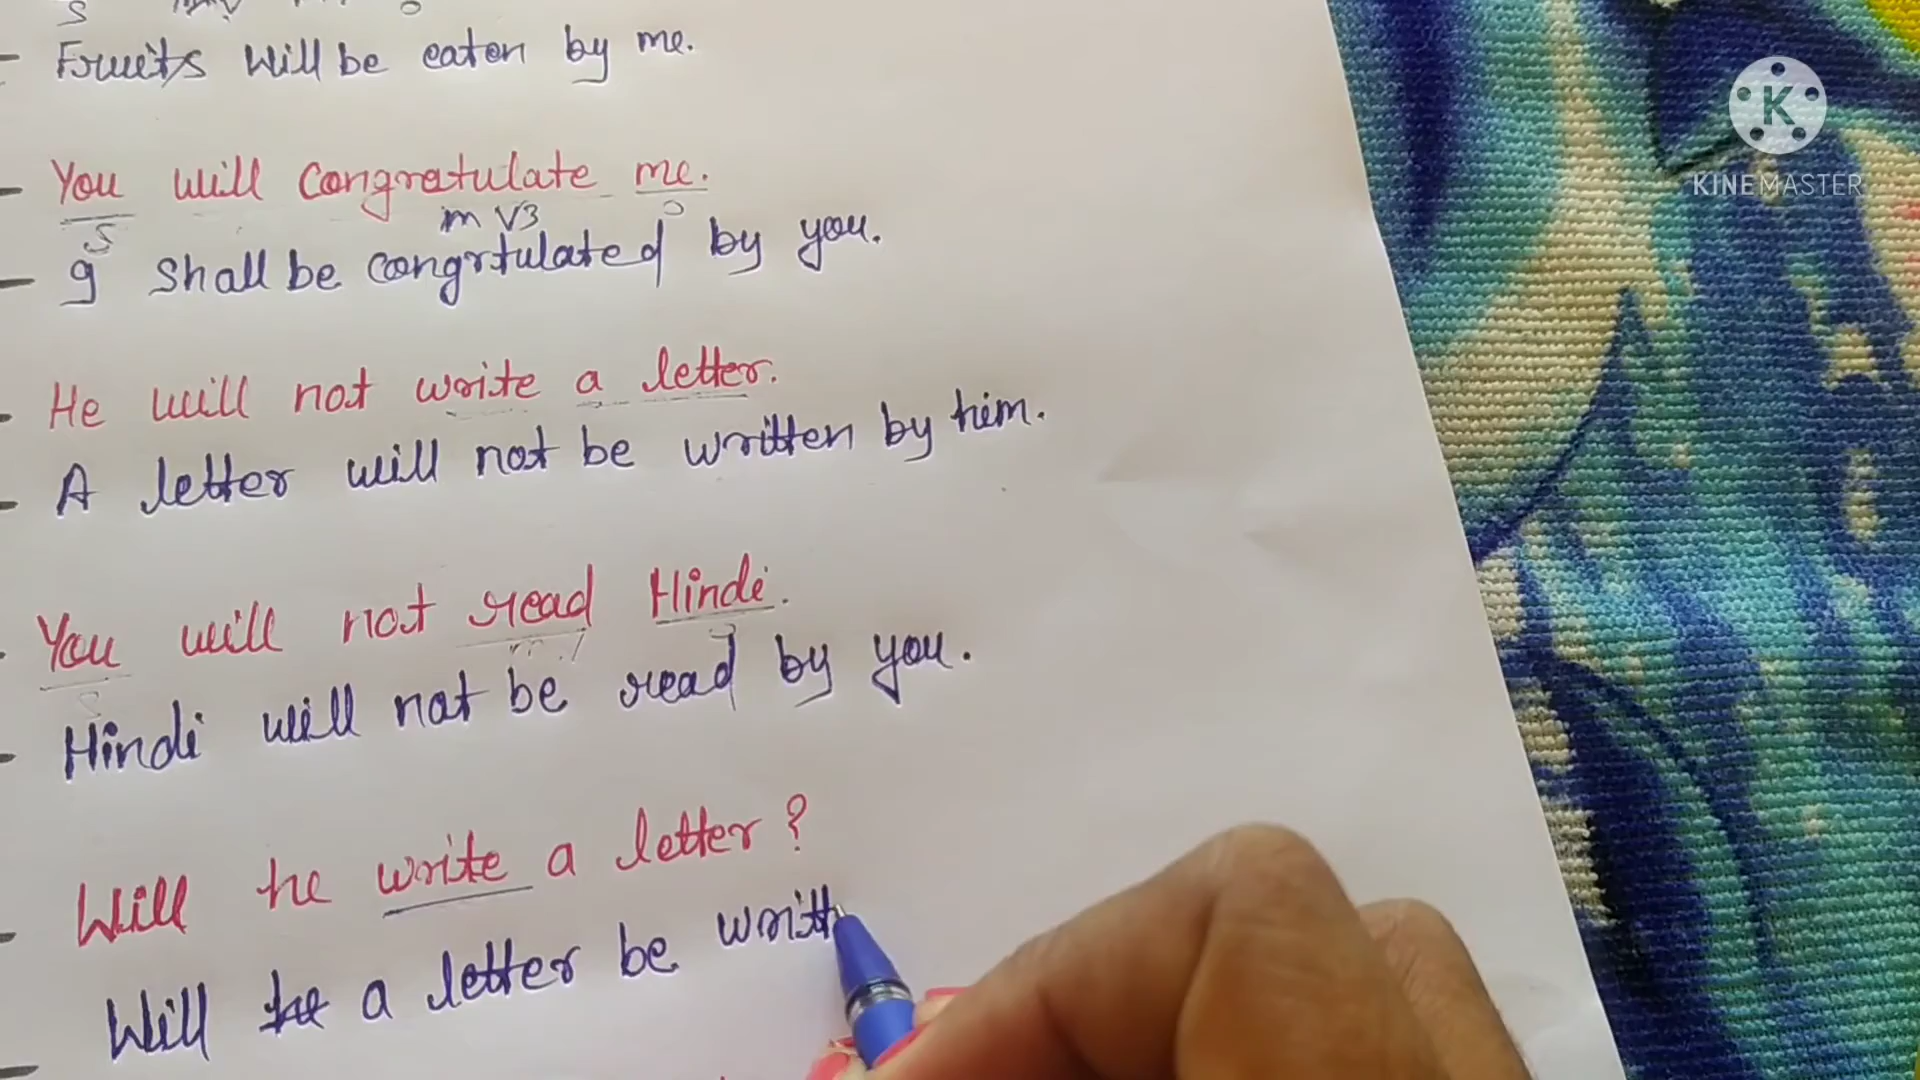 S
- Fruits will be eaten by me.
- You will congratulate me.
S m V3 o
- I shall be congrtulated by you.
He will not write a letter.
- A letter will not be written by him.
You will not read Hindi.
S
- Hindi will not be read by you.
- Will he write a letter?
Will he a letter be writt
K
KINEMASTER